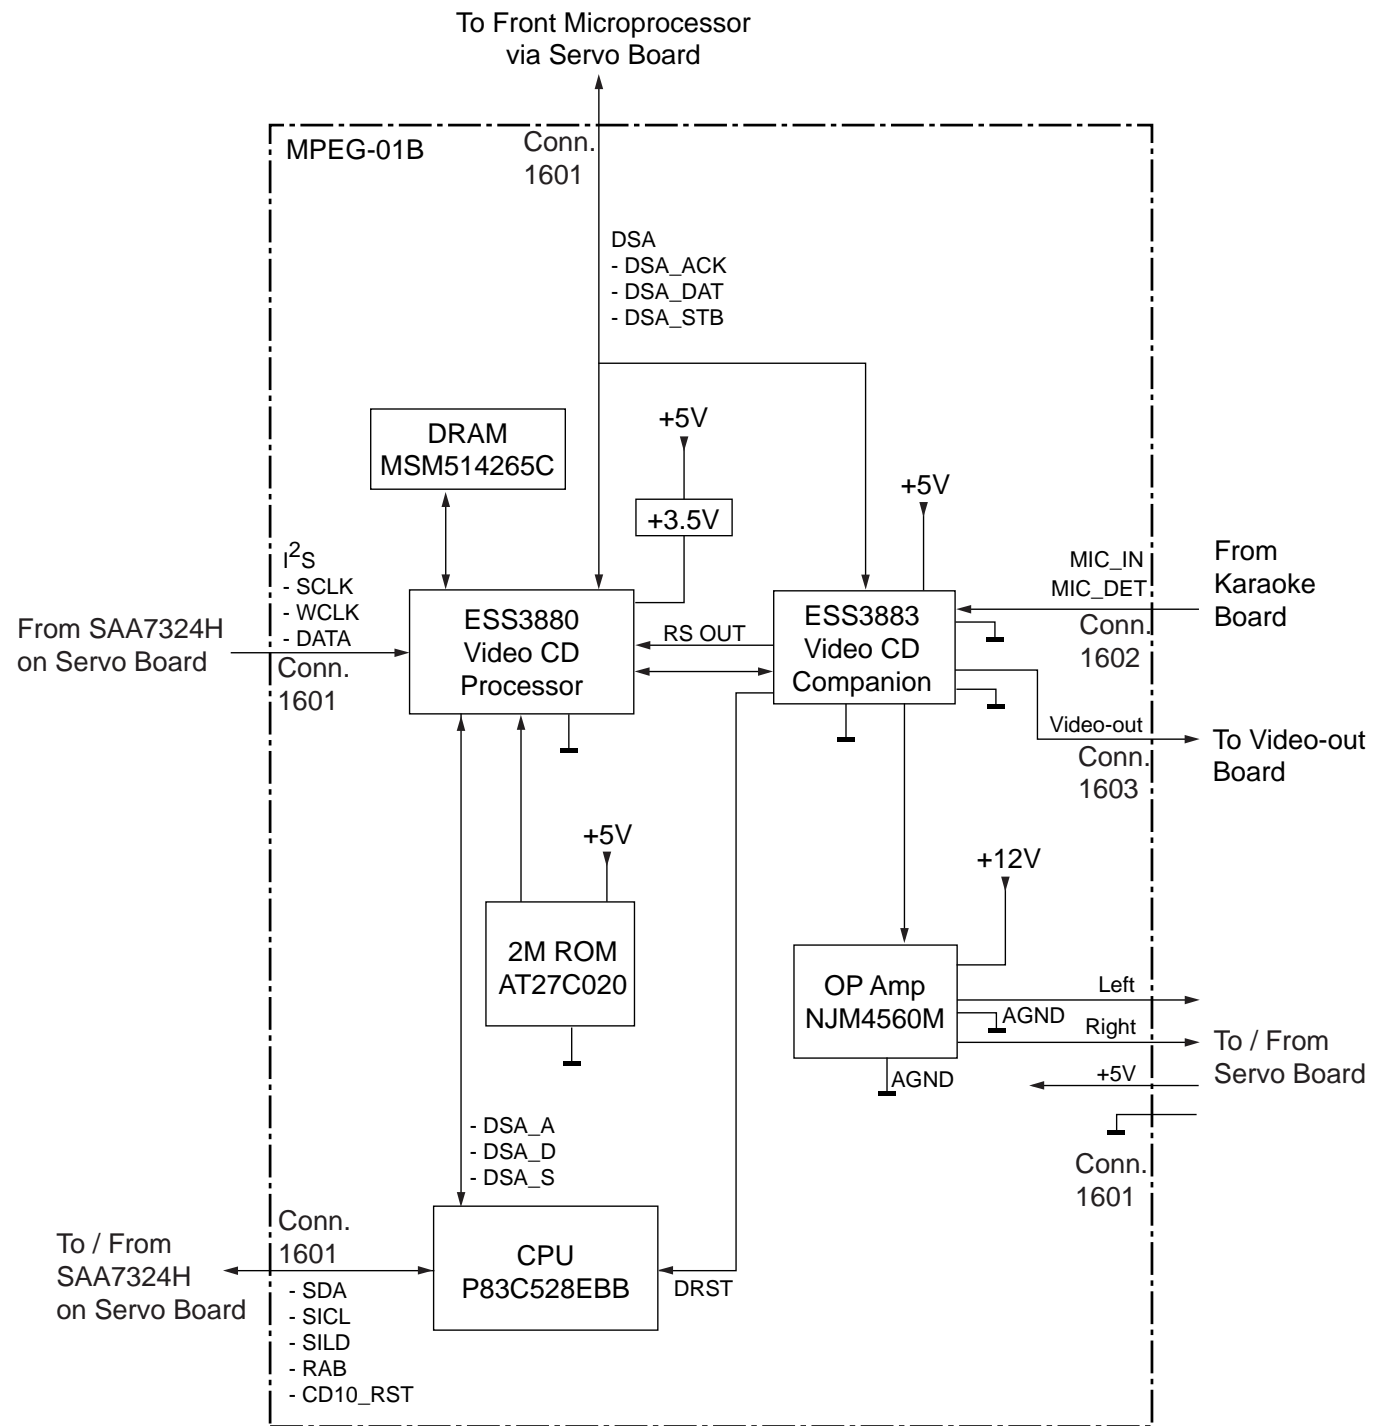 To Front Microprocessor
via Servo Board
MPEG-01B
Conn.
1601
DSA
- DSA_ACK
- DSA_DAT
- DSA_STB
DRAM
MSM514265C
+5V
+3.5V
+5V
I2S
- SCLK
- WCLK
- DATA
Conn.
1601
From SAA7324H
on Servo Board
ESS3880
Video CD
Processor
RS OUT
ESS3883
Video CD
Companion
MIC_IN
MIC_DET
Conn.
1602
From
Karaoke
Board
Video-out
Conn.
1603
To Video-out
Board
+5V
2M ROM
AT27C020
+12V
OP Amp
NJM4560M
Left
AGND
Right
AGND
+5V
To / From
Servo Board
Conn.
1601
- DSA_A
- DSA_D
- DSA_S
Conn.
1601
To / From
SAA7324H
on Servo Board
- SDA
- SICL
- SILD
- RAB
- CD10_RST
CPU
P83C528EBB
DRST